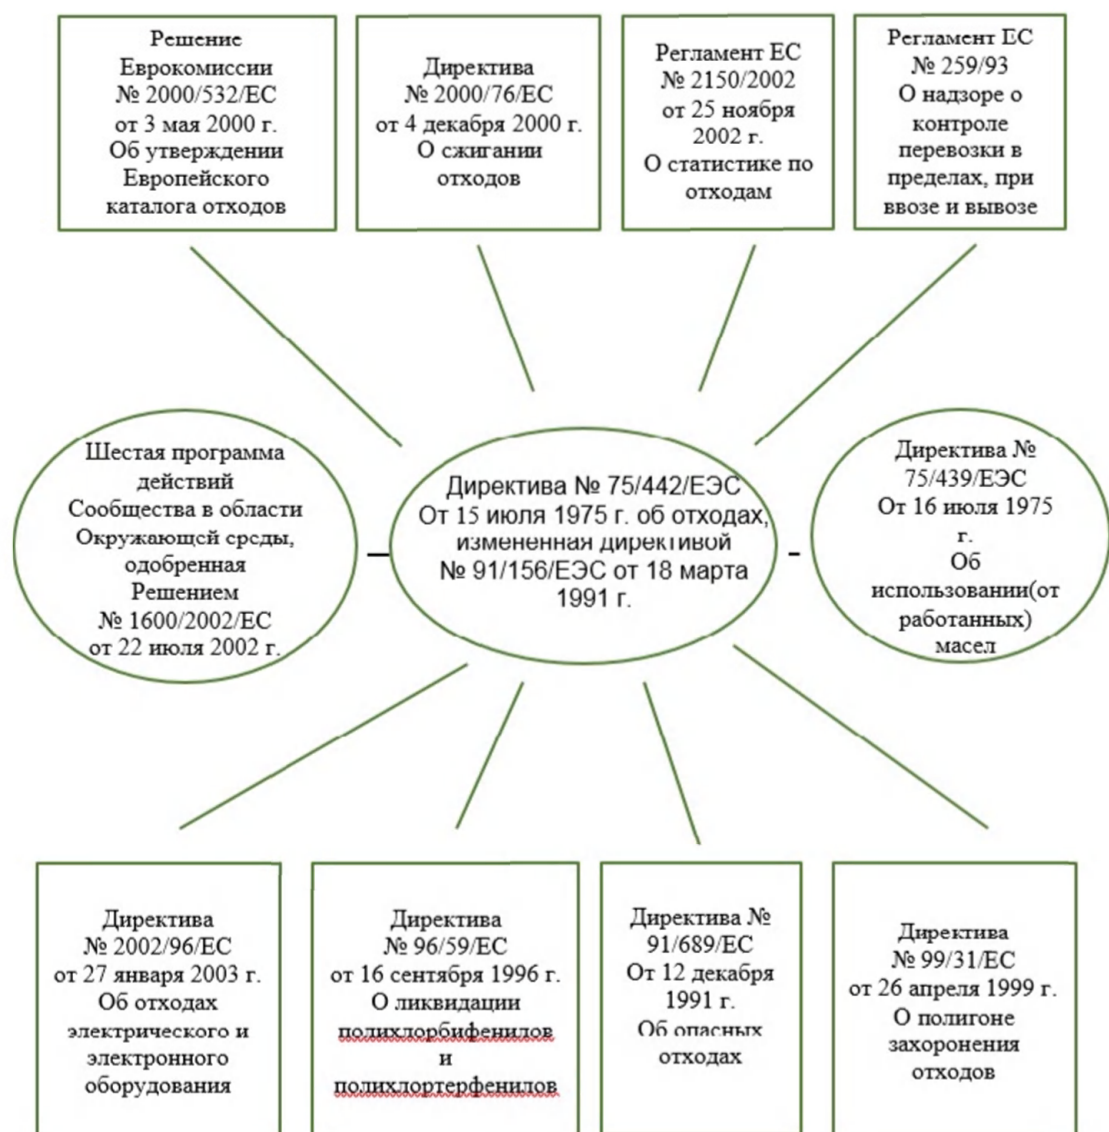 Решение
Еврокомиссии
№ 2000/532/ЕС
от 3 мая 2000 г.
Об утверждении
Европейского
каталога отходов
Директива
№ 2000/76/ЕС
от 4 декабря 2000 г.
О сжигании
отходов
Регламент ЕС
№ 2150/2002
от 25 ноября
2002 г.
О статистике по
отходам
Регламент ЕС
№ 259/93
О надзоре о
контроле
перевозки в
пределах, при
ввозе и вывозе
Шестая программа
действий
Сообщества в области
Окружающей среды,
одобренная
Решением
№ 1600/2002/ЕС
от 22 июля 2002 г.
–
Директива № 75/442/ЕЭС
От 15 июля 1975 г. об отходах,
измененная директивой
№ 91/156/ЕЭС от 18 марта
1991 г.
-
Директива №
75/439/ЕЭС
От 16 июля 1975
г.
Об
использовании(от
работанных)
масел
Директива
№ 2002/96/ЕС
от 27 января 2003 г.
Об отходах
электрического и
электронного
оборудования
Директива
№ 96/59/ЕС
от 16 сентября 1996 г.
О ликвидации
полихлорбифенилов
и
полихлортерфенилов
Директива №
91/689/ЕС
От 12 декабря
1991 г.
Об опасных
отходах
Директива
№ 99/31/ЕС
от 26 апреля 1999 г.
О полигоне
захоронения
отходов